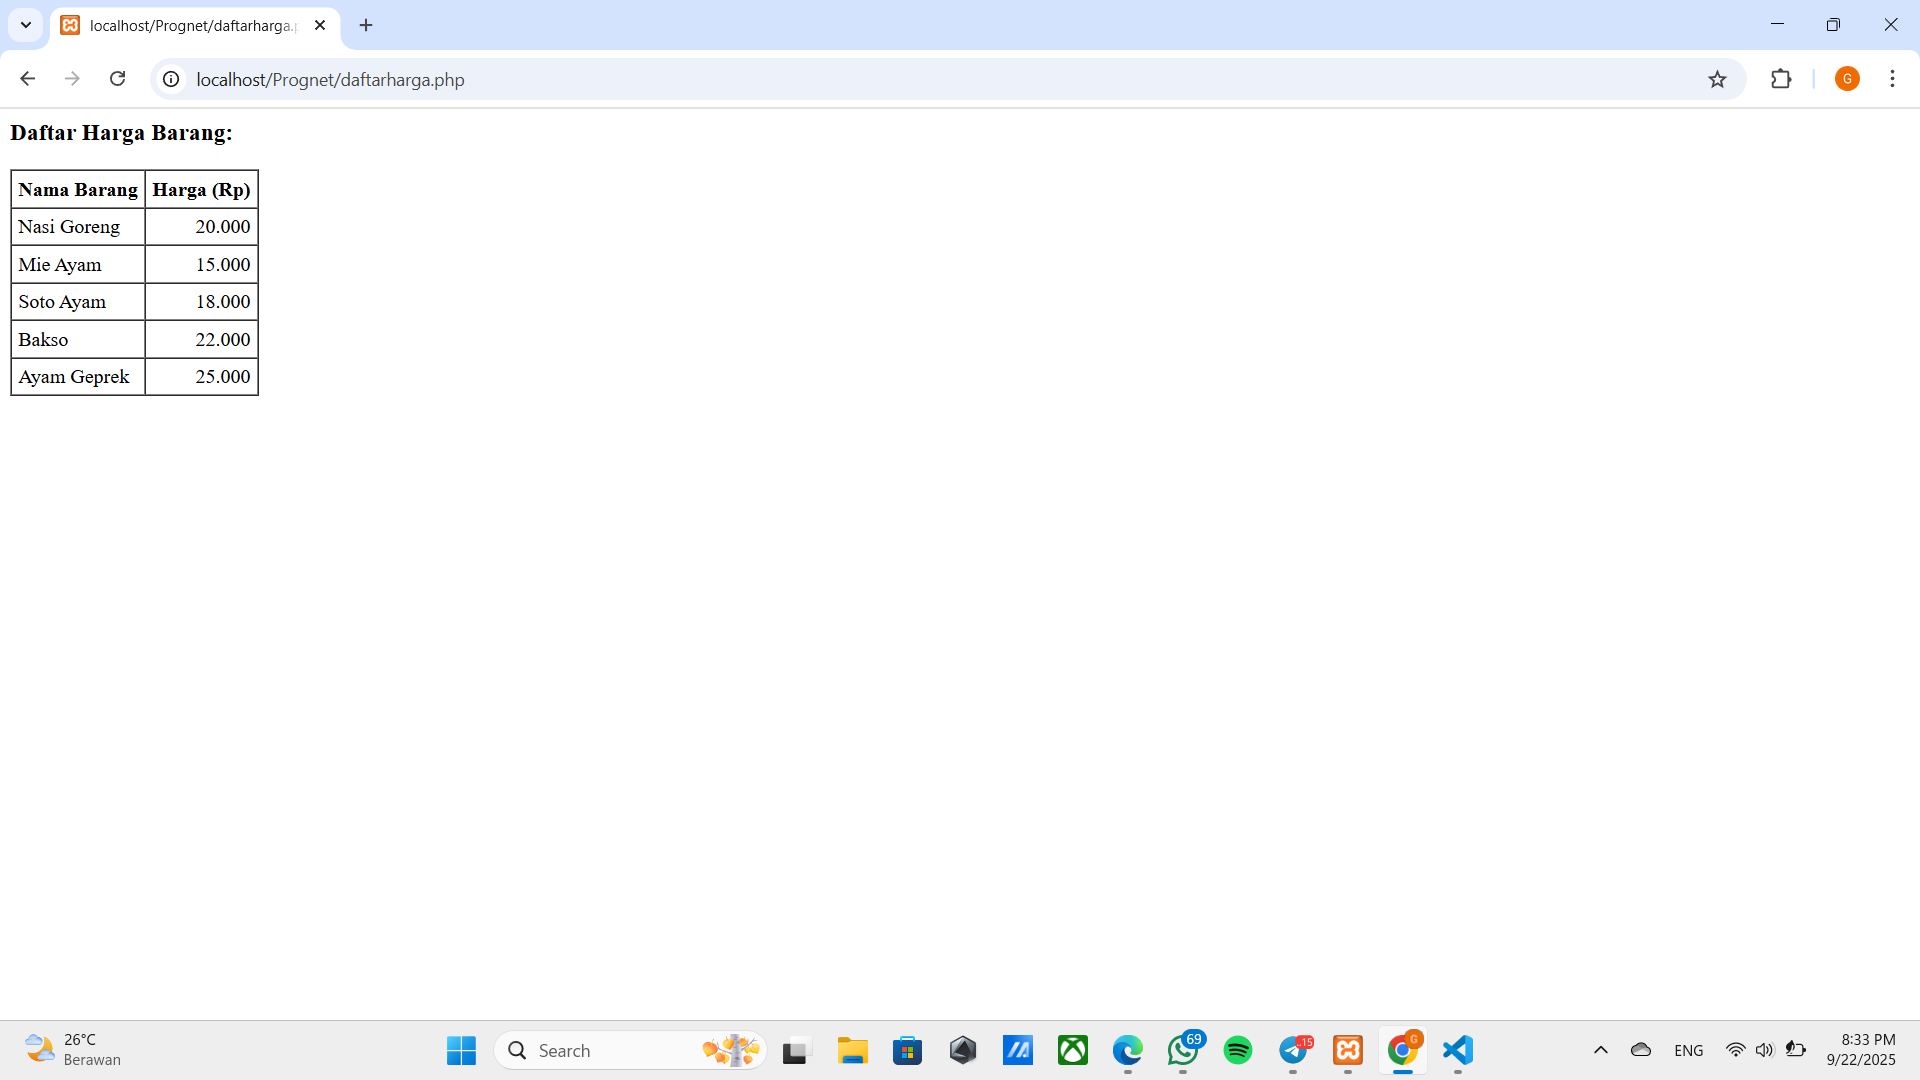 localhost/Prognet/daftarharga.p
localhost/Prognet/daftarharga.php
G
Daftar Harga Barang:
Nama Barang Harga (Rp)
Nasi Goreng 20.000
Mie Ayam 15.000
Soto Ayam 18.000
Bakso 22.000
Ayam Geprek 25.000
26°C
Berawan
Search
69
15
G
ENG
8:33 PM
9/22/2025